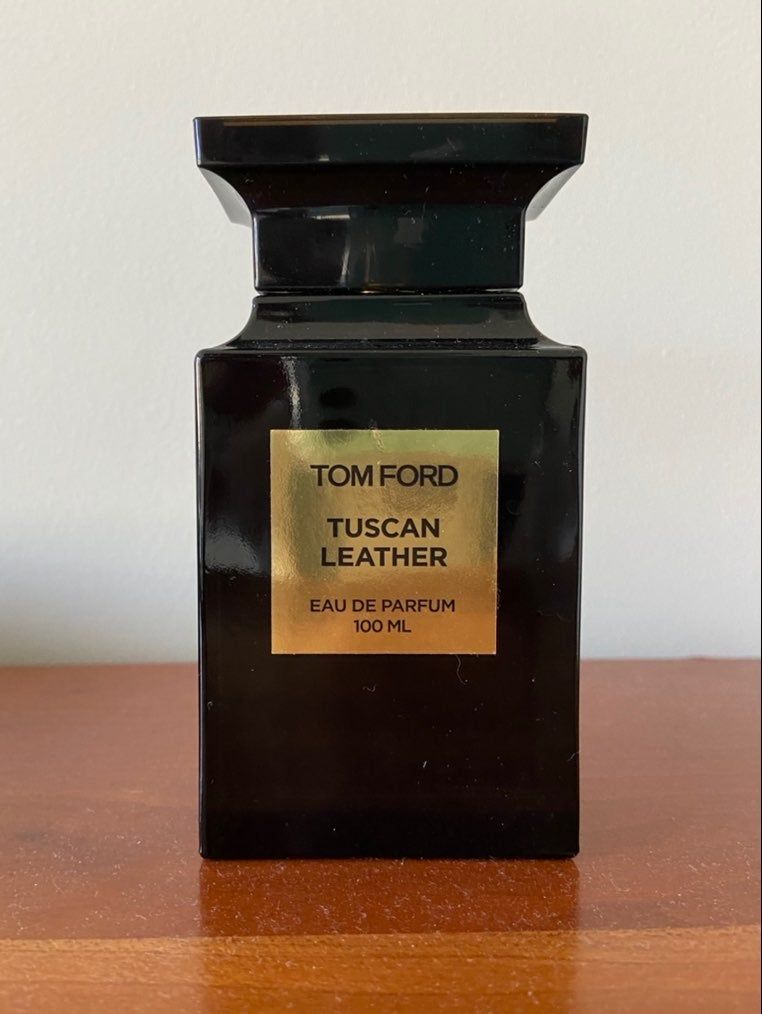 TOM FORD
TUSCAN
LEATHER
EAU DE PARFUM
100 ML